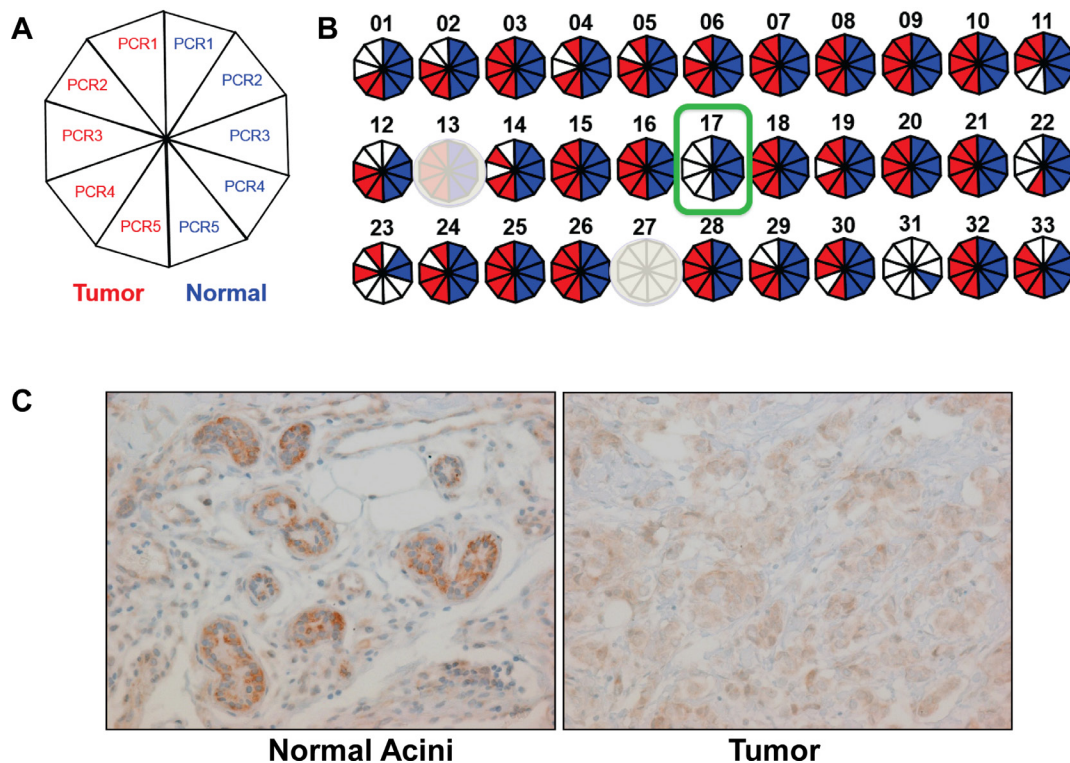 A
PCR1 PCR1
PCR2 PCR2
PCR3 PCR3
PCR4 PCR4
PCR5 PCR5
Tumor Normal
B
01 02 03 04 05 06 07 08 09 10 11
12 13 14 15 16 17 18 19 20 21 22
23 24 25 26 27 28 29 30 31 32 33
C
Normal Acini Tumor